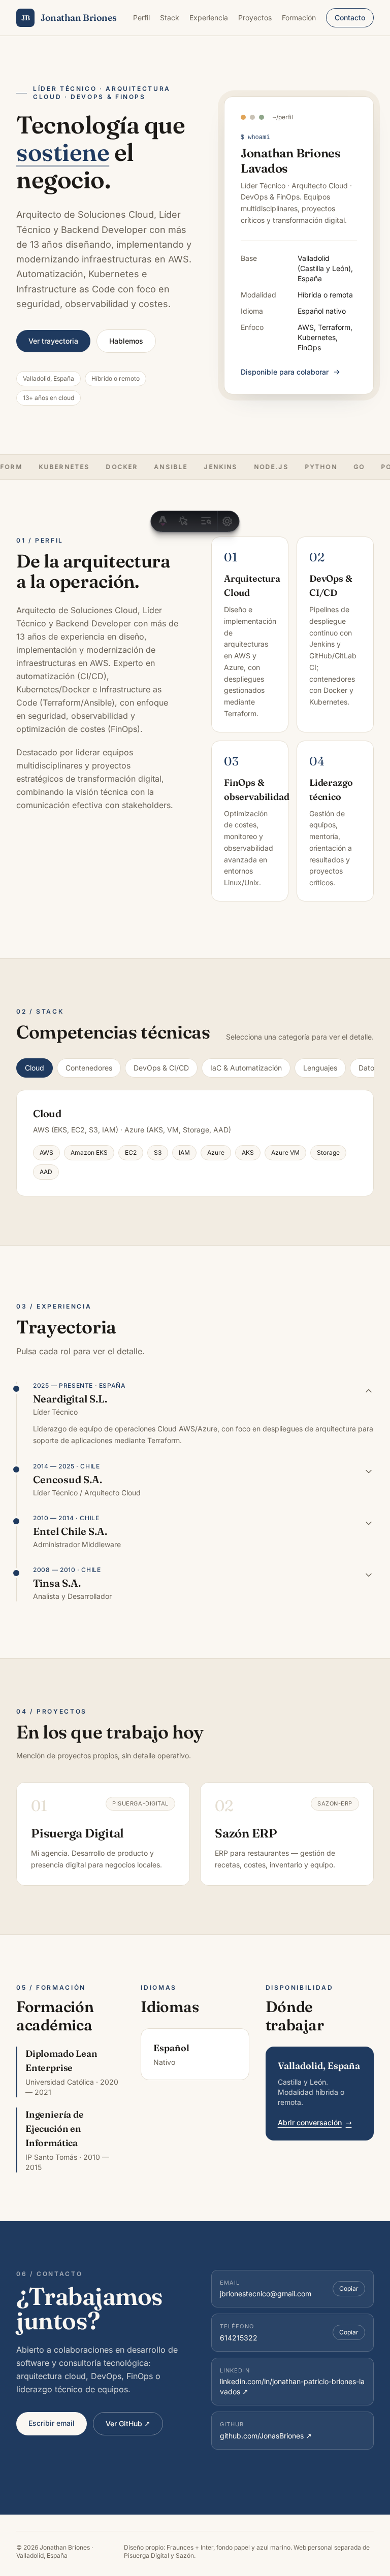 JB Jonathan Briones Perfil Stack Experiencia Proyectos Formación Contacto
LÍDER TÉCNICO · ARQUITECTURA
CLOUD · DEVOPS & FINOPS
Tecnología que
sostiene el
negocio.
Arquitecto de Soluciones Cloud, Líder
Técnico y Backend Developer con más
de 13 años diseñando, implementando y
modernizando infraestructuras en AWS.
Automatización, Kubernetes e
Infrastructure as Code con foco en
seguridad, observabilidad y costes.
Ver trayectoria Hablemos
Valladolid, España Híbrido o remoto
13+ años en cloud
~/perfil
$ whoami
Jonathan Briones
Lavados
Líder Técnico · Arquitecto Cloud ·
DevOps & FinOps. Equipos
multidisciplinares, proyectos
críticos y transformación digital.
Base Valladolid
(Castilla y León),
España
Modalidad Híbrida o remota
Idioma Español nativo
Enfoco AWS, Terraform,
Kubernetes,
FinOps
Disponible para colaborar →
FORM KUBERNETES DOCKER ANSIBLE JENKINS NODE.JS PYTHON GO PO
01 / PERFIL
De la arquitectura
a la operación.
Arquitecto de Soluciones Cloud, Líder
Técnico y Backend Developer con más de
13 años de experiencia en diseño,
implementación y modernización de
infraestructuras en AWS. Experto en
automatización (CI/CD),
Kubernetes/Docker e Infrastructure as
Code (Terraform/Ansible), con enfoque
en seguridad, observabilidad y
optimización de costes (FinOps).
Destacado por liderar equipos
multidisciplinares y proyectos
estratégicos de transformación digital,
combinando la visión técnica con la
comunicación efectiva con stakeholders.
01
Arquitectura
Cloud
Diseño e
implementación
de
arquitecturas
en AWS y
Azure, con
despliegues
gestionados
mediante
Terraform.
02
DevOps &
CI/CD
Pipelines de
despliegue
continuo con
Jenkins y
GitHub/GitLab
CI;
contenedores
con Docker y
Kubernetes.
03
FinOps &
observabilidad
Optimización
de costes,
monitoreo y
observabilidad
avanzada en
entornos
Linux/Unix.
04
Liderazgo
técnico
Gestión de
equipos,
mentoría,
orientación a
resultados y
proyectos
críticos.
02 / STACK
Competencias técnicas Selecciona una categoría para ver el detalle.
Cloud Contenedores DevOps & CI/CD IaC & Automatización Lenguajes Dato
Cloud
AWS (EKS, EC2, S3, IAM) · Azure (AKS, VM, Storage, AAD)
AWS Amazon EKS EC2 S3 IAM Azure AKS Azure VM Storage
AAD
03 / EXPERIENCIA
Trayectoria
Pulsa cada rol para ver el detalle.
2025 — PRESENTE · ESPAÑA
Neardigital S.L.
Líder Técnico
Liderazgo de equipo de operaciones Cloud AWS/Azure, con foco en despliegues de arquitectura para
soporte de aplicaciones mediante Terraform.
2014 — 2025 · CHILE
Cencosud S.A.
Líder Técnico / Arquitecto Cloud
2010 — 2014 · CHILE
Entel Chile S.A.
Administrador Middleware
2008 — 2010 · CHILE
Tinsa S.A.
Analista y Desarrollador
04 / PROYECTOS
En los que trabajo hoy
Mención de proyectos propios, sin detalle operativo.
01 PISUERGA-DIGITAL
Pisuerga Digital
Mi agencia. Desarrollo de producto y
presencia digital para negocios locales.
02 SAZON-ERP
Sazón ERP
ERP para restaurantes — gestión de
recetas, costes, inventario y equipo.
05 / FORMACIÓN
Formación
académica
Diplomado Lean
Enterprise
Universidad Católica · 2020
— 2021
Ingeniería de
Ejecución en
Informática
IP Santo Tomás · 2010 —
2015
IDIOMAS
Idiomas
Español
Nativo
DISPONIBILIDAD
Dónde
trabajar
Valladolid, España
Castilla y León.
Modalidad híbrida o
remota.
Abrir conversación →
06 / CONTACTO
¿Trabajamos
juntos?
Abierto a colaboraciones en desarrollo de
software y consultoría tecnológica:
arquitectura cloud, DevOps, FinOps o
liderazgo técnico de equipos.
Escribir email Ver GitHub ↗
EMAIL
jbrionestecnico@gmail.com Copiar
TELÉFONO
614215322 Copiar
LINKEDIN
linkedin.com/in/jonathan-patricio-briones-la
vados ↗
GITHUB
github.com/JonasBriones ↗
© 2026 Jonathan Briones ·
Valladolid, España
Diseño propio: Fraunces + Inter, fondo papel y azul marino. Web personal separada de
Pisuerga Digital y Sazón.